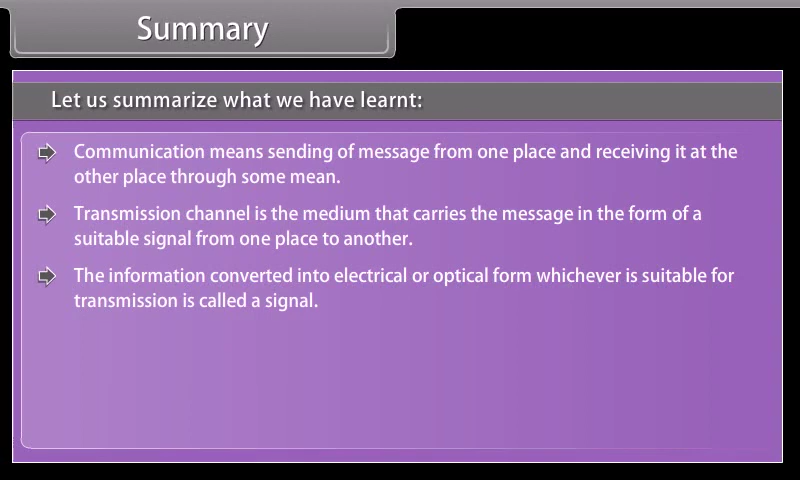 Summary
Let us summarize what we have learnt:
Communication means sending of message from one place and receiving it at the
other place through some mean.
Transmission channel is the medium that carries the message in the form of a
suitable signal from one place to another.
The information converted into electrical or optical form whichever is suitable for
transmission is called a signal.